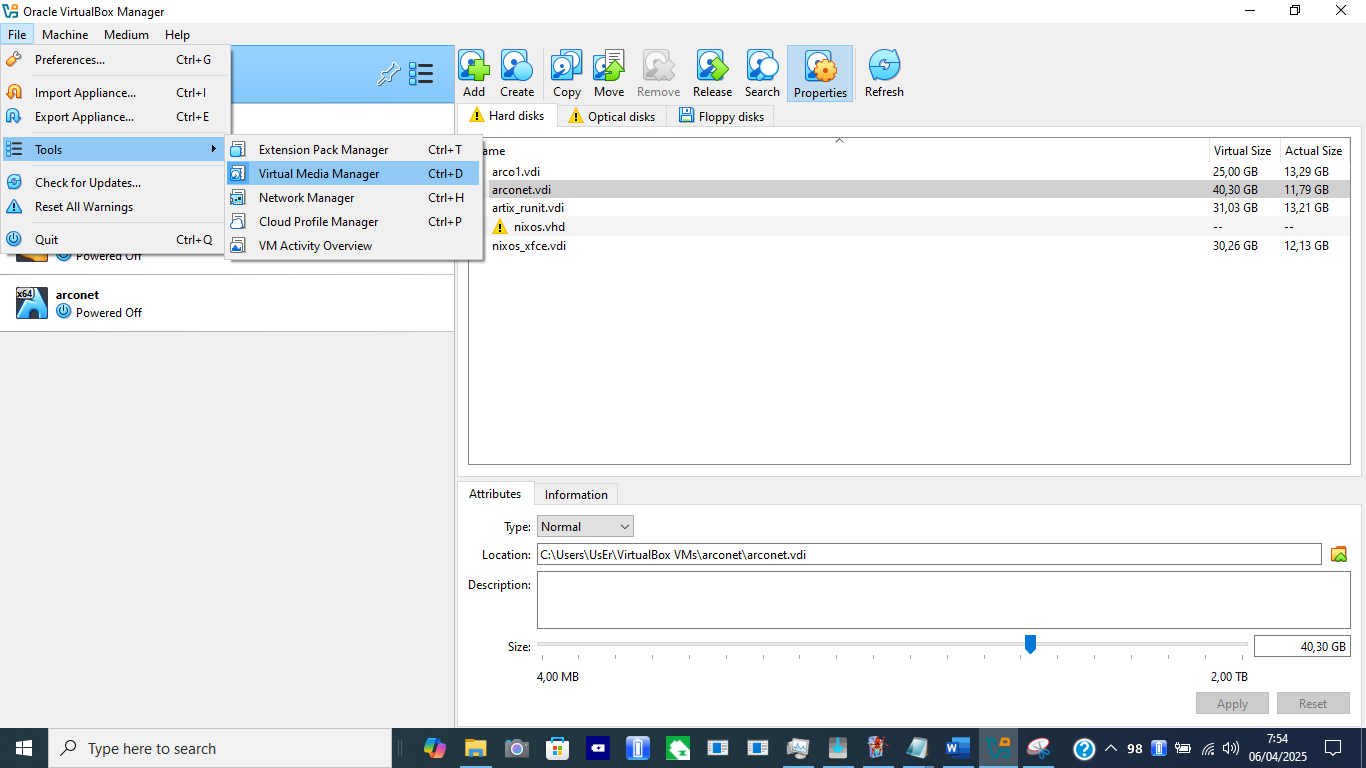 Oracle VirtualBox Manager
File Machine Medium Help
Preferences... Ctrl+G
Import Appliance... Ctrl+I
Export Appliance... Ctrl+E
Tools
Check for Updates...
Reset All Warnings
Quit Ctrl+Q
Extension Pack Manager Ctrl+T
Virtual Media Manager Ctrl+D
Network Manager Ctrl+H
Cloud Profile Manager Ctrl+P
VM Activity Overview
Powered Off
x64
arconet
Powered Off
Add Create Copy Move Remove Release Search Properties Refresh
Hard disks Optical disks Floppy disks
Virtual Size Actual Size
arco1.vdi 25,00 GB 13,29 GB
arconet.vdi 40,30 GB 11,79 GB
artix_runit.vdi 31,03 GB 13,21 GB
nixos.vhd -- --
nixos_xfce.vdi 30,26 GB 12,13 GB
Attributes Information
Type: Normal
Location: C:\Users\UsEr\VirtualBox VMs\arconet\arconet.vdi
Description:
Size: 40,30 GB
4,00 MB 2,00 TB
Apply Reset
Type here to search
98
7:54
06/04/2025